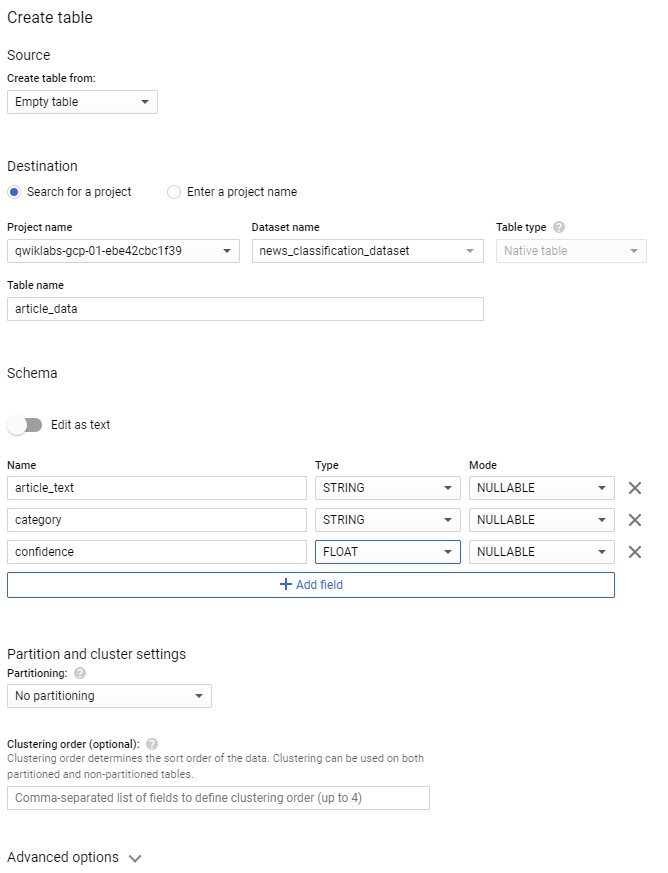 Create table
Source
Create table from:
Empty table
Destination
Search for a project Enter a project name
Project name Dataset name Table type ?
qwiklabs-gcp-01-ebe42cbc1f39 news_classification_dataset Native table
Table name
article_data
Schema
Edit as text
Name Type Mode
article_text STRING NULLABLE
category STRING NULLABLE
confidence FLOAT NULLABLE
+ Add field
Partition and cluster settings
Partitioning: ?
No partitioning
Clustering order (optional): ?
Clustering order determines the sort order of the data. Clustering can be used on both
partitioned and non-partitioned tables.
Comma-separated list of fields to define clustering order (up to 4)
Advanced options